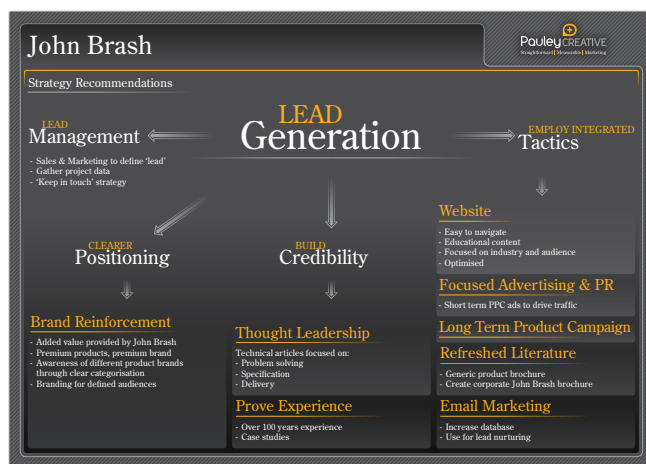 John Brash
Pauley CREATIVE
Straightforward | Measurable | Marketing
Strategy Recommendations
LEAD
Generation
LEAD
Management
- Sales & Marketing to define 'lead'
- Gather project data
- 'Keep in touch' strategy
EMPLOY INTEGRATED
Tactics
CLEARER
Positioning
BUILD
Credibility
Brand Reinforcement
- Added value provided by John Brash
- Premium products, premium brand
- Awareness of different product brands
through clear categorisation
- Branding for defined audiences
Thought Leadership
Technical articles focused on:
- Problem solving
- Specification
- Delivery
Prove Experience
- Over 100 years experience
- Case studies
Website
- Easy to navigate
- Educational content
- Focused on industry and audience
- Optimised
Focused Advertising & PR
- Short term PPC ads to drive traffic
Long Term Product Campaign
Refreshed Literature
- Generic product brochure
- Create corporate John Brash brochure
Email Marketing
- Increase database
- Use for lead nurturing